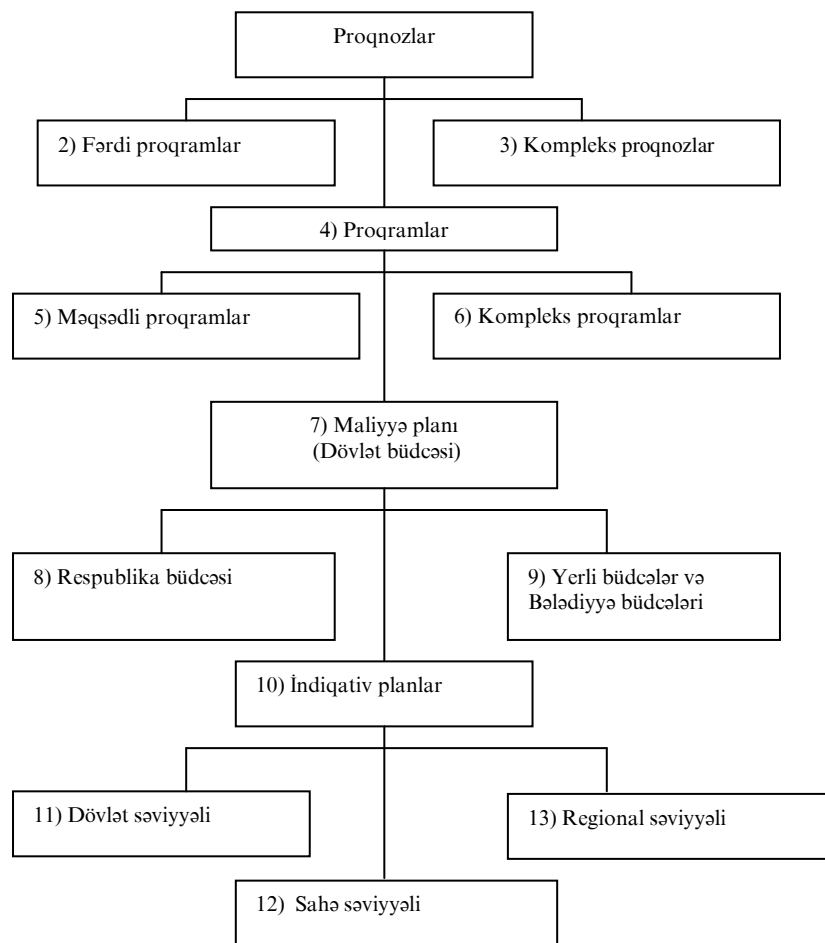 Proqnozlar
2) Fərdi proqramlar
3) Kompleks proqnozlar
4) Proqramlar
5) Məqsədli proqramlar
6) Kompleks proqramlar
7) Maliyyə planı
(Dövlət büdcəsi)
8) Respublika büdcəsi
9) Yerli büdcələr və
Bələdiyyə büdcələri
10) İndiqativ planlar
11) Dövlət səviyyəli
13) Regional səviyyəli
12) Sahə səviyyəli